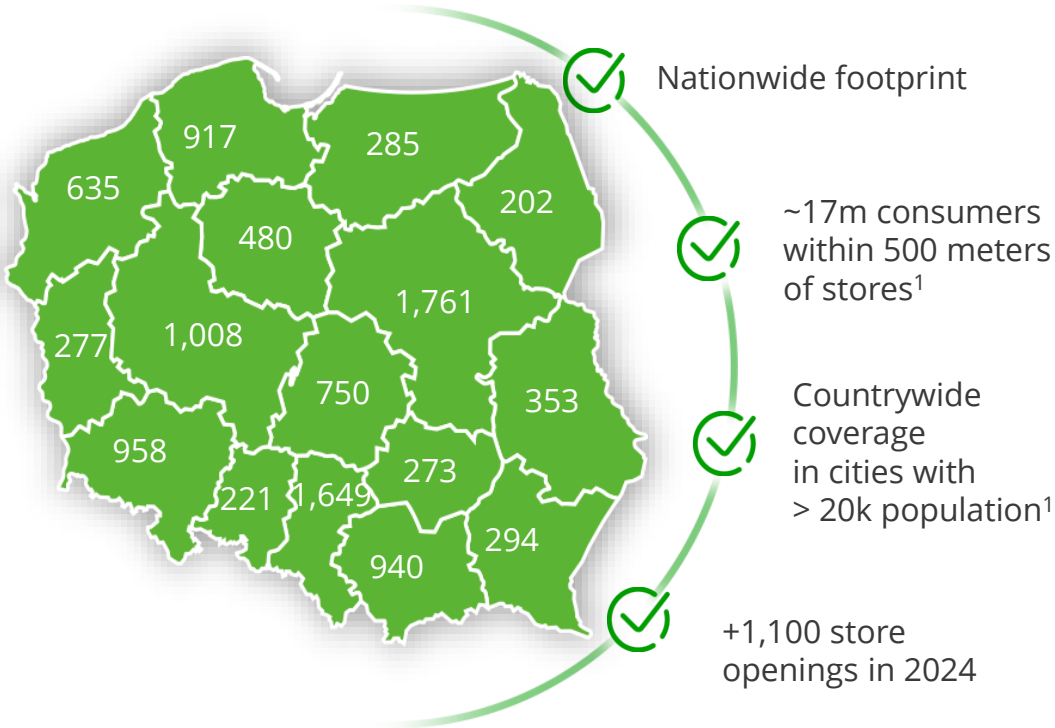 917
285
635
202
480
1,761
1,008
277
750
353
958
273
221
1,649
294
940
Nationwide footprint
~17m consumers
within 500 meters
of stores¹
Countrywide
coverage
in cities with
> 20k population¹
+1,100 store
openings in 2024